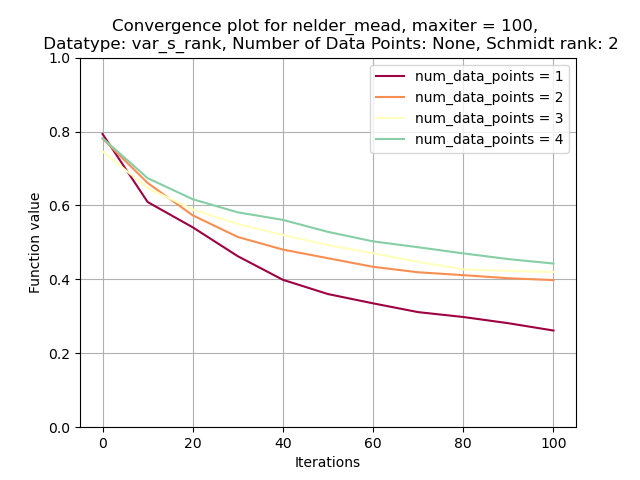 Convergence plot for nelder_mead, maxiter = 100,
Datatype: var_s_rank, Number of Data Points: None, Schmidt rank: 2
1.0
0.8
0.6
0.4
0.2
0.0
Function value
num_data_points = 1
num_data_points = 2
num_data_points = 3
num_data_points = 4
0 20 40 60 80 100
Iterations